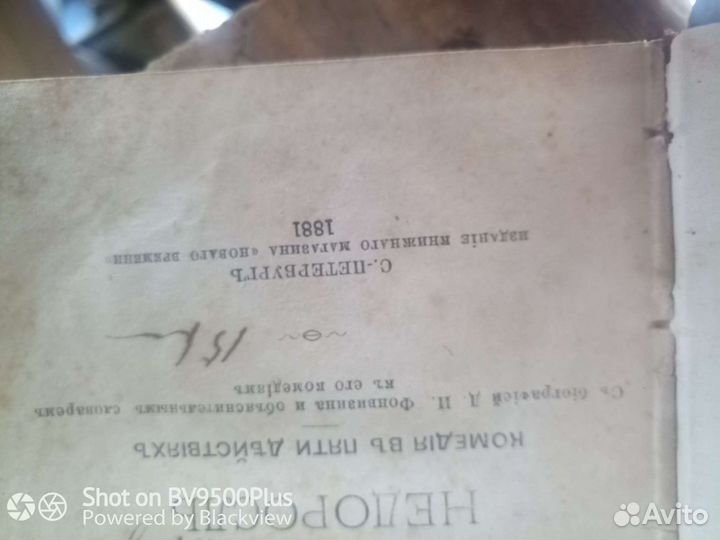 НЕДОРОСЛЬ
КОМЕДІЯ ВЪ ПЯТИ ДѢЙСТВІЯХЪ
Съ біографіей Д. И. Фонвизина и объяснительнымъ словаремъ
къ его комедіямъ
15 к
С.-ПЕТЕРБУРГЪ
ИЗДАНІЕ КНИЖНАГО МАГАЗИНА «НОВАГО ВРЕМЕНИ»
1881
Shot on BV9500Plus
Powered by Blackview
Avito